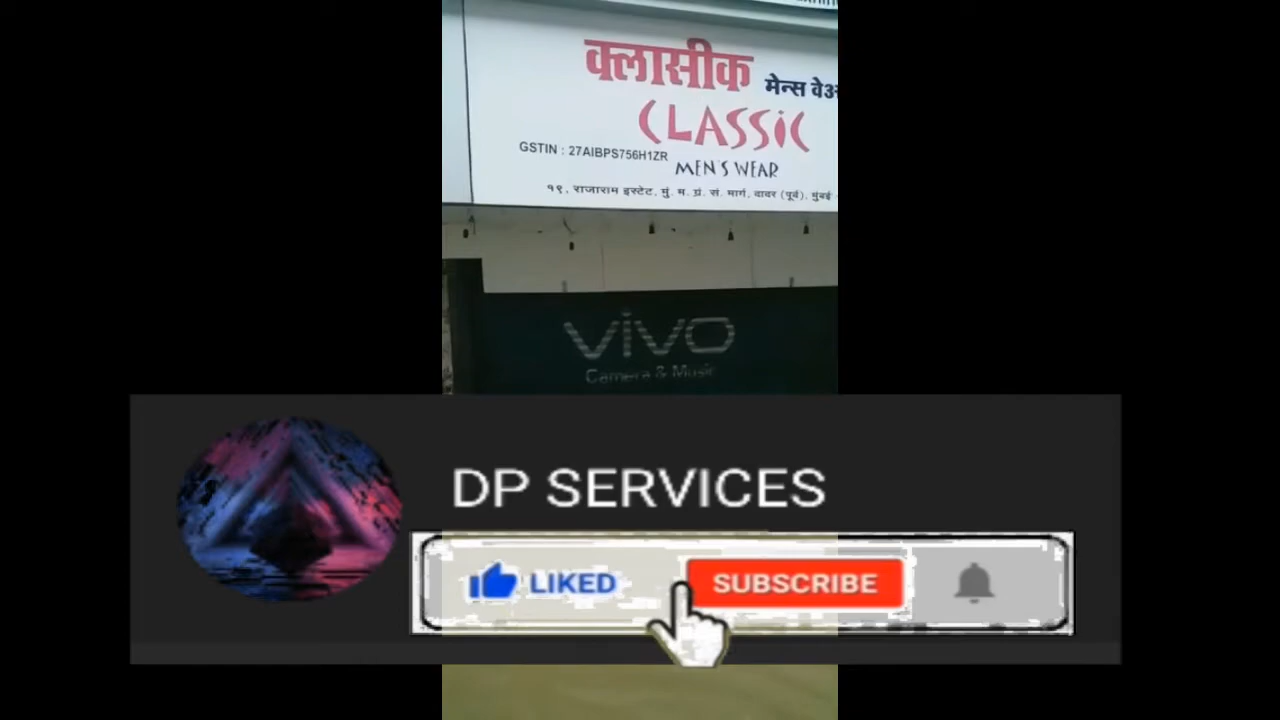 क्लासीक मेन्स वेअ
CLASSIC
GSTIN : 27AIBPS756H1ZR
MEN'S WEAR
१९, राजाराम इस्टेट, मुं. म. प्रं. सं. मार्ग, दादर (पूर्व), मुंबई
vivo
Camera & Music
DP SERVICES
LIKED SUBSCRIBE